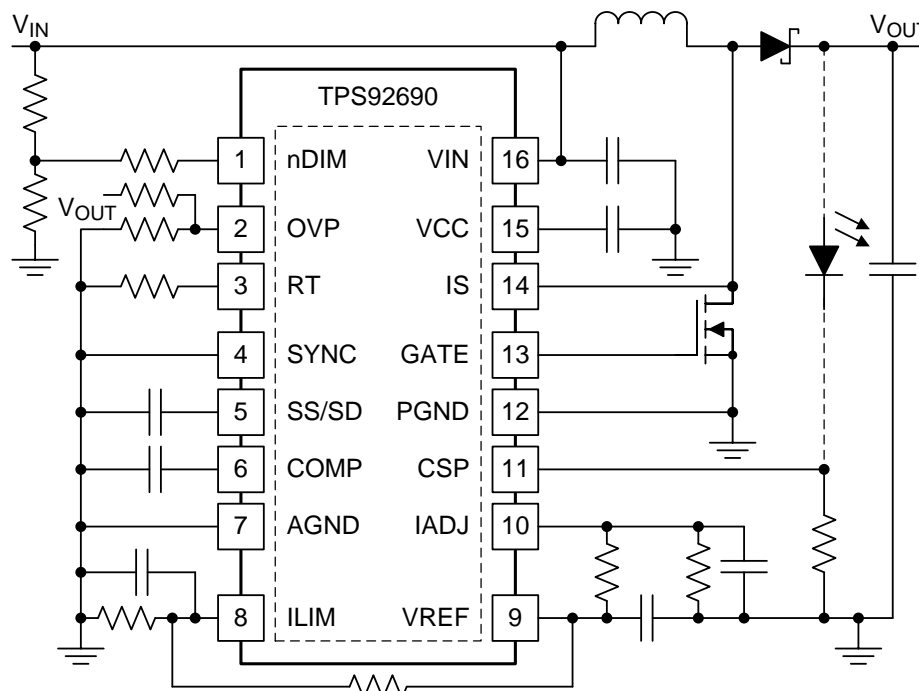 VIN
VOUT
TPS92690
1 nDIM VIN 16
VOUT
2 OVP VCC 15
3 RT IS 14
4 SYNC GATE 13
5 SS/SD PGND 12
6 COMP CSP 11
7 AGND IADJ 10
8 ILIM VREF 9